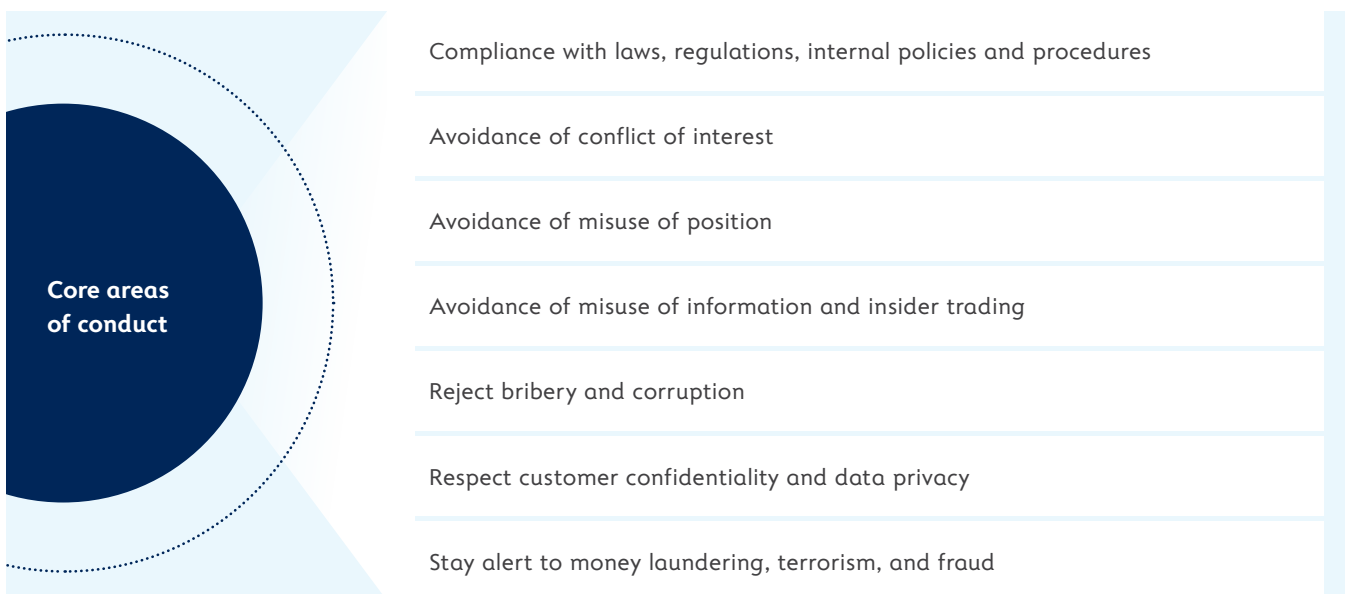 Core areas
of conduct
Compliance with laws, regulations, internal policies and procedures
Avoidance of conflict of interest
Avoidance of misuse of position
Avoidance of misuse of information and insider trading
Reject bribery and corruption
Respect customer confidentiality and data privacy
Stay alert to money laundering, terrorism, and fraud